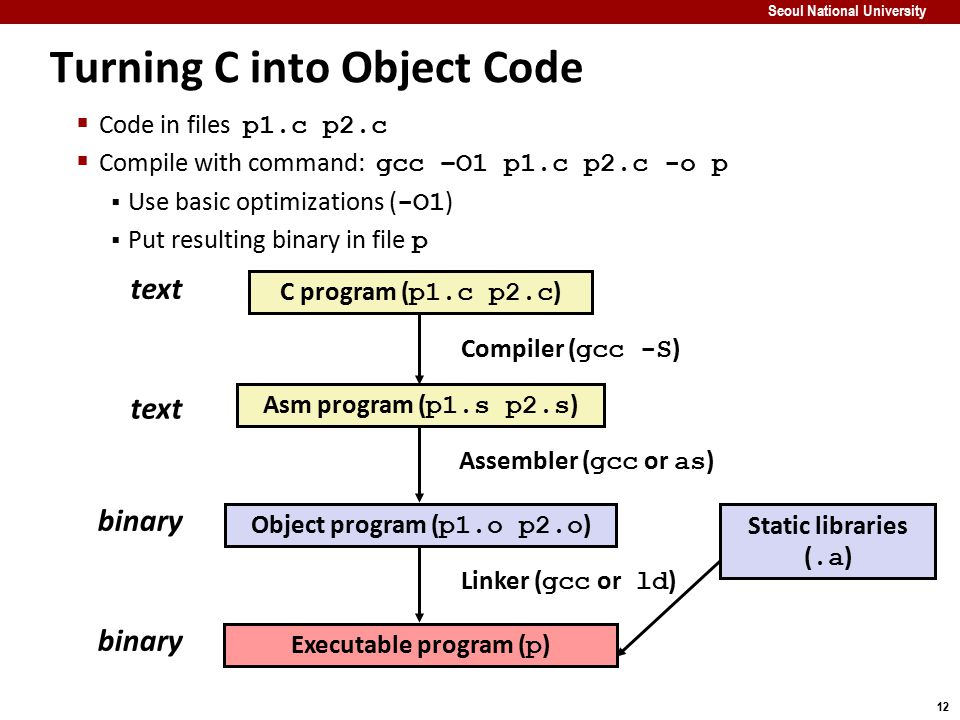 Seoul National University
Turning C into Object Code
▪ Code in files p1.c p2.c
▪ Compile with command: gcc –O1 p1.c p2.c -o p
▪ Use basic optimizations (-O1)
▪ Put resulting binary in file p
text
C program (p1.c p2.c)
Compiler (gcc -S)
text
Asm program (p1.s p2.s)
Assembler (gcc or as)
binary
Object program (p1.o p2.o)
Static libraries
(.a)
Linker (gcc or ld)
binary
Executable program (p)
12